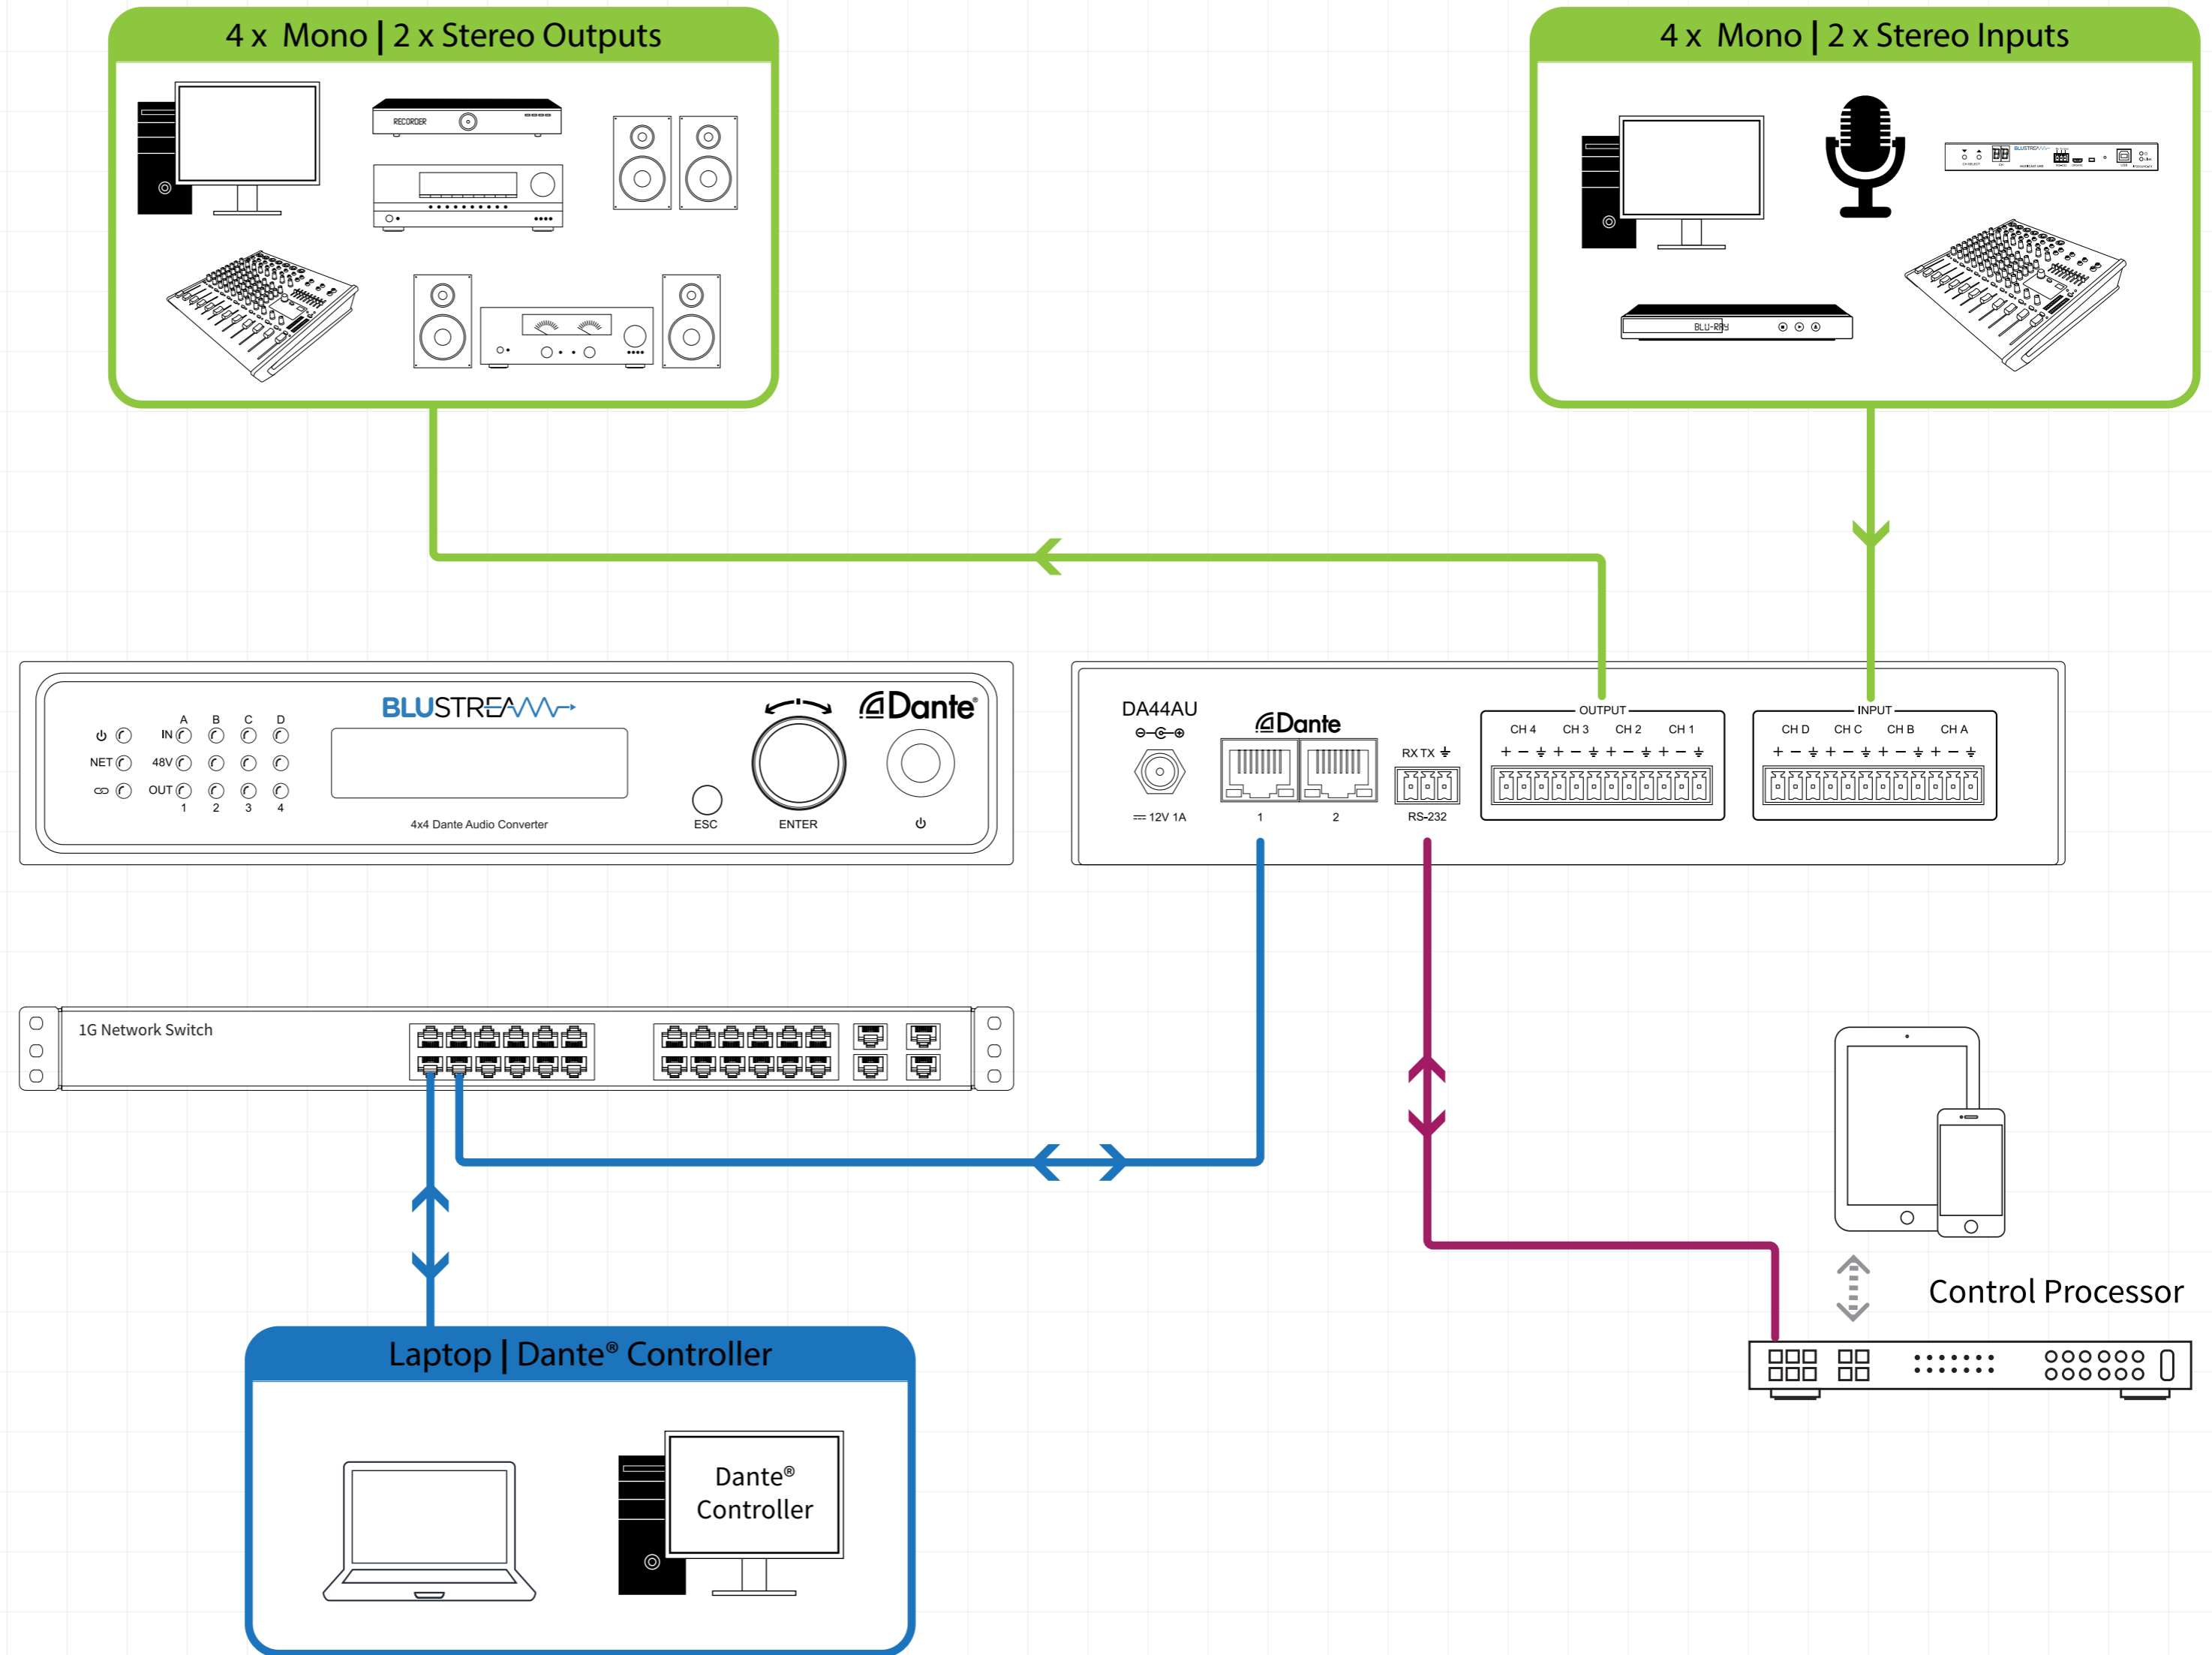 4 x Mono | 2 x Stereo Outputs
4 x Mono | 2 x Stereo Inputs
RECORDER
BLUSTREAM
BLU-RAY
BLUSTREAM
Dante®
A B C D
IN
NET 48V
OUT
1 2 3 4
4x4 Dante Audio Converter
ESC
ENTER
DA44AU
Dante
12V 1A
1 2
RX TX
RS-232
OUTPUT
CH 4 CH 3 CH 2 CH 1
+ − + − + − + −
INPUT
CH D CH C CH B CH A
+ − + − + − + −
1G Network Switch
Control Processor
Laptop | Dante® Controller
Dante®
Controller